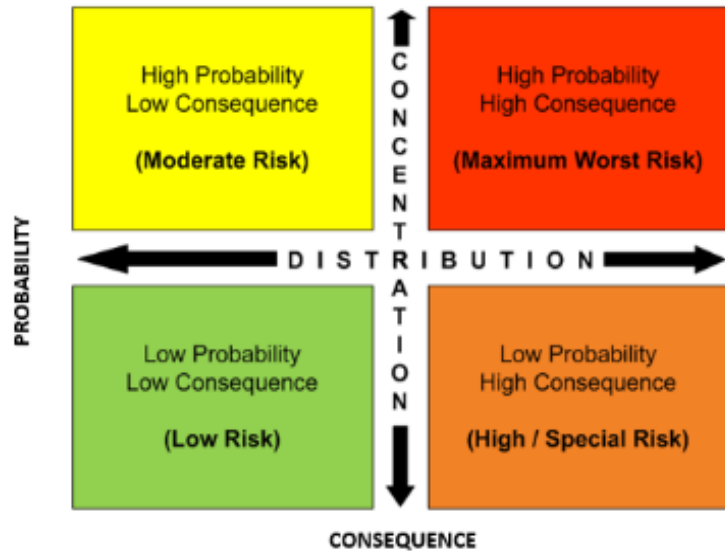 High Probability
Low Consequence
(Moderate Risk)
CONCENTRATION
High Probability
High Consequence
(Maximum Worst Risk)
PROBABILITY
DISTRIBUTION
Low Probability
Low Consequence
(Low Risk)
Low Probability
High Consequence
(High / Special Risk)
CONSEQUENCE